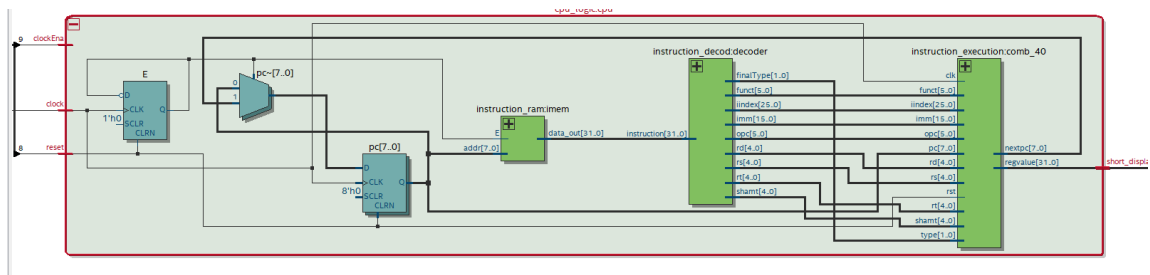 cpu_logic:cpu
9
clockEna
instruction_decod:decoder
instruction_execution:comb_40
E
pc~[7..0]
0
1
D
CLK
Q
1'h0
SCLR
CLRN
clock
instruction_ram:imem
E
data_out[31..0]
addr[7..0]
instruction[31..0]
finalType[1..0]
funct[5..0]
iindex[25..0]
imm[15..0]
opc[5..0]
rd[4..0]
rs[4..0]
rt[4..0]
shamt[4..0]
clk
funct[5..0]
iindex[25..0]
imm[15..0]
opc[5..0]
pc[7..0]
rd[4..0]
rs[4..0]
rst
rt[4..0]
shamt[4..0]
type[1..0]
nextpc[7..0]
regvalue[31..0]
8
reset
pc[7..0]
D
CLK
Q
8'h0
SCLR
CLRN